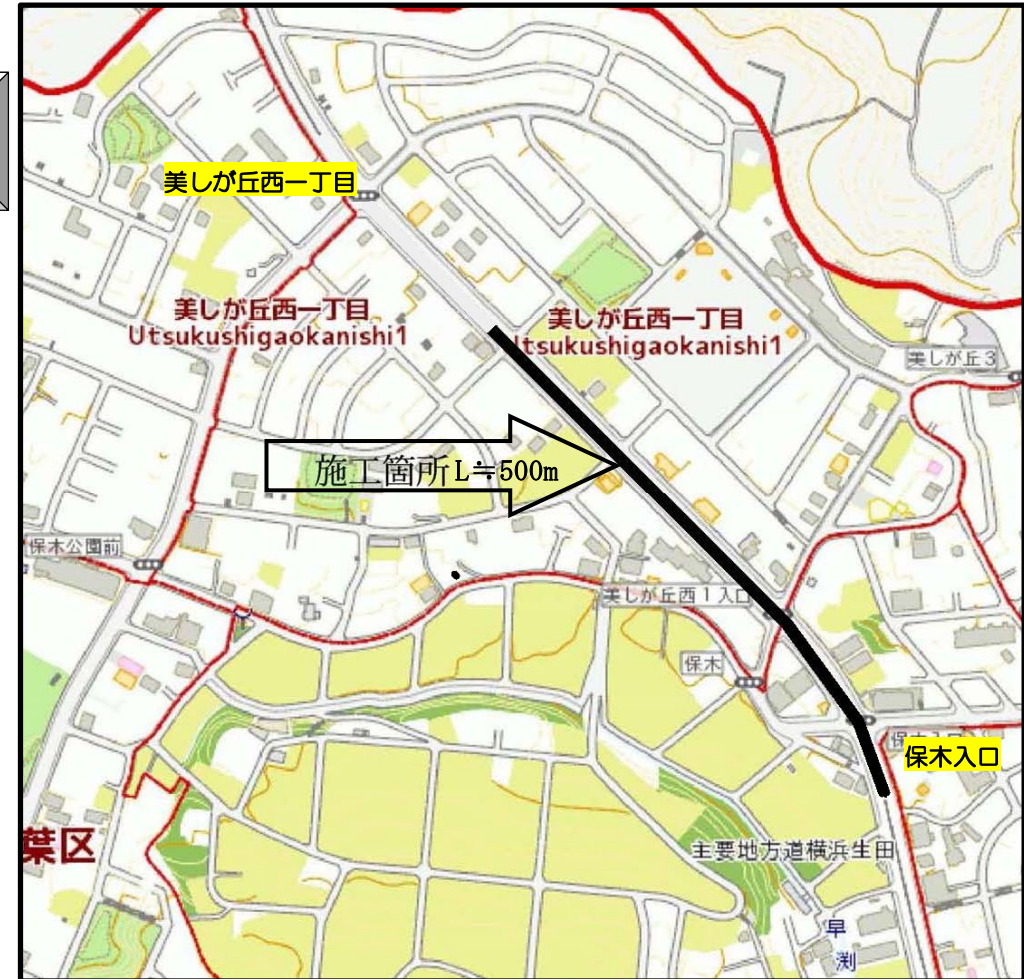 美しが丘西一丁目
美しが丘西一丁目
Utsukushigaokanishi1
美しが丘西一丁目
tsukushigaokanishi1
美しが丘3
施工箇所L≒500m
保木公園前
美しが丘西1入口
保木
保木入口
葉区
主要地方道横浜生田
早
渕